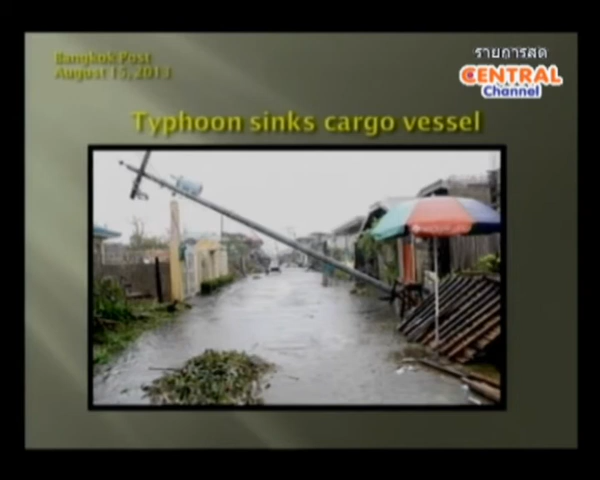 Bangkok Post
August 15, 2013
รายการสด
CENTRAL
Channel
Typhoon sinks cargo vessel